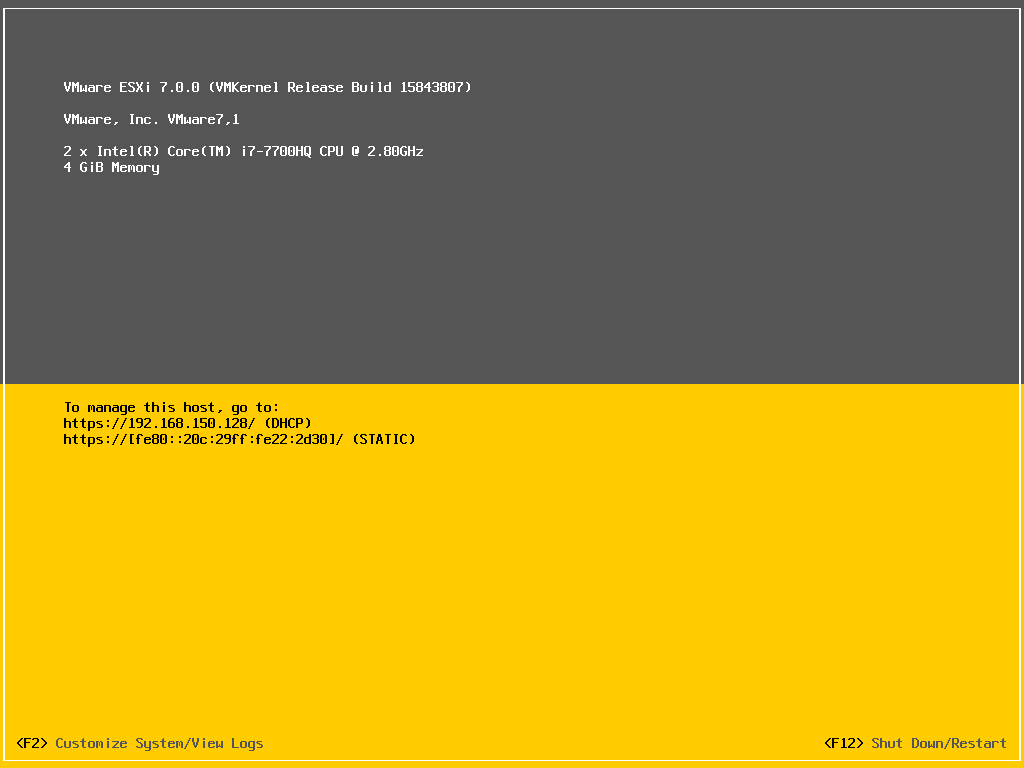 VMware ESXi 7.0.0 (VMKernel Release Build 15843807)
VMware, Inc. VMware7,1
2 x Intel(R) Core(TM) i7-7700HQ CPU @ 2.80GHz
4 GiB Memory
To manage this host, go to:
https://192.168.150.128/ (DHCP)
https://[fe80::20c:29ff:fe22:2d30]/ (STATIC)
<F2> Customize System/View Logs
<F12> Shut Down/Restart